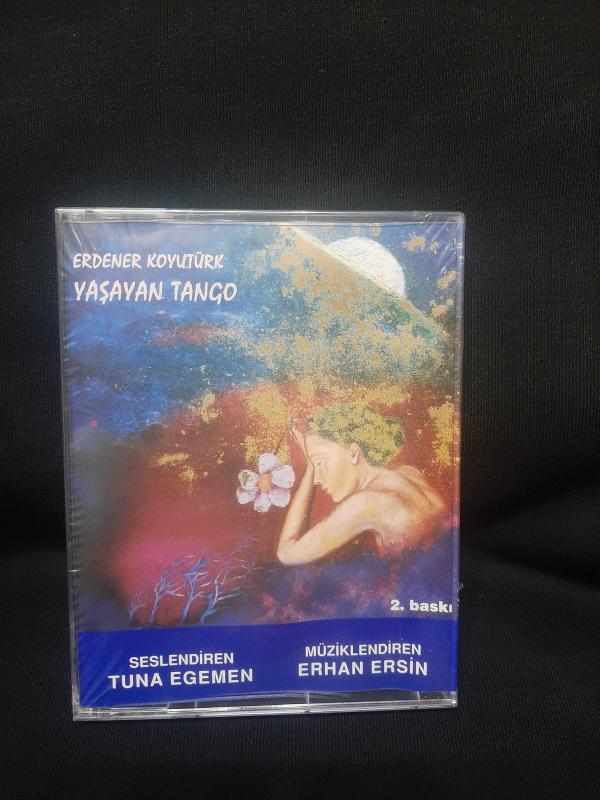 ERDENER KOYUTÜRK
YAŞAYAN TANGO
2. baskı
SESLENDİREN
TUNA EGEMEN
MÜZİKLENDİREN
ERHAN ERSİN